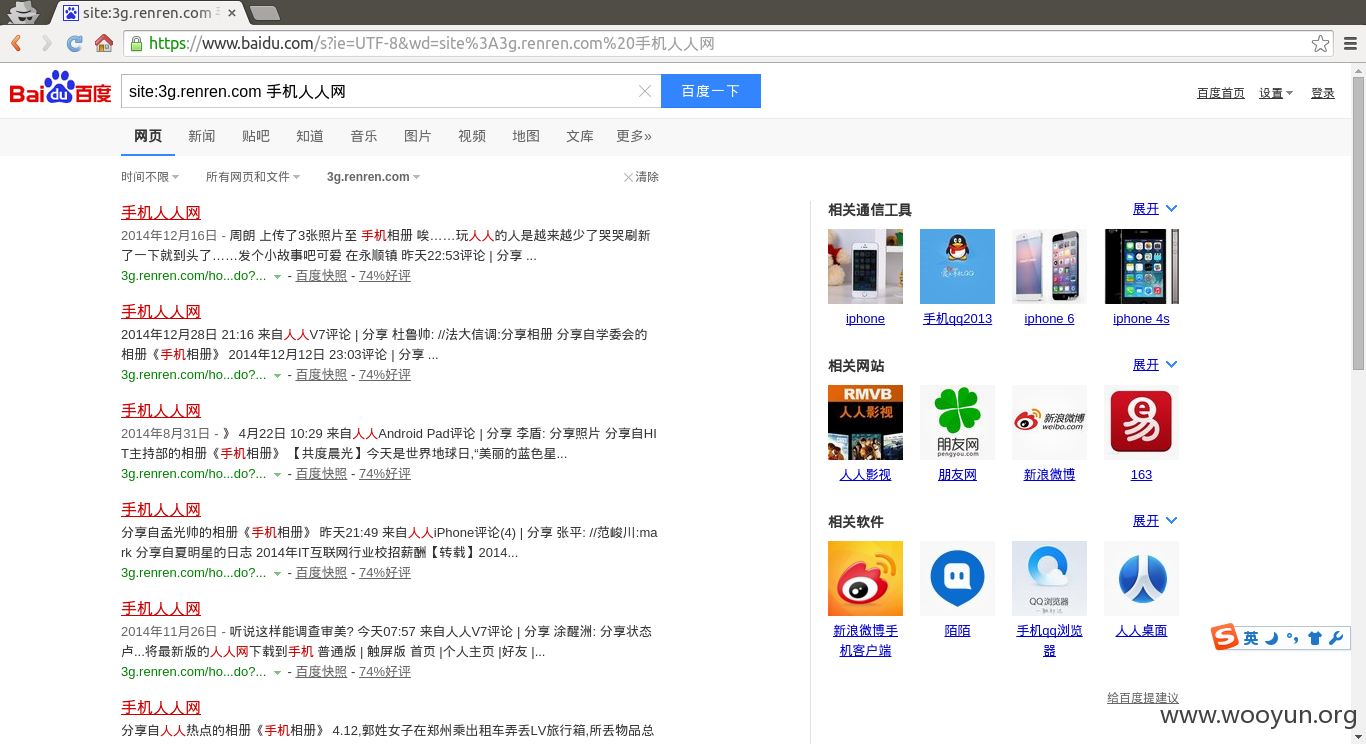 site:3g.renren.com
https://www.baidu.com/s?ie=UTF-8&wd=site%3A3g.renren.com%20手机人人网
Bai du 百度
site:3g.renren.com 手机人人网
百度一下
百度首页 设置 登录
网页 新闻 贴吧 知道 音乐 图片 视频 地图 文库 更多»
时间不限 所有网页和文件 3g.renren.com 清除
手机人人网
2014年12月16日 - 周朗 上传了3张照片至 手机相册 唉……玩人人的人是越来越少了哭哭刷新
了一下就到头了……发个小故事吧可爱 在永顺镇 昨天22:53评论 | 分享 ...
3g.renren.com/ho...do?... - 百度快照 - 74%好评
手机人人网
2014年12月28日 21:16 来自人人V7评论 | 分享 杜鲁帅: //法大信调:分享相册 分享自学委会的
相册《手机相册》 2014年12月12日 23:03评论 | 分享 ...
3g.renren.com/ho...do?... - 百度快照 - 74%好评
手机人人网
2014年8月31日 - 》 4月22日 10:29 来自人人Android Pad评论 | 分享 李盾: 分享照片 分享自HI
T主持部的相册《手机相册》 【共度晨光】今天是世界地球日,“美丽的蓝色星...
3g.renren.com/ho...do?... - 百度快照 - 74%好评
手机人人网
分享自孟光帅的相册《手机相册》 昨天21:49 来自人人iPhone评论(4) | 分享 张平: //范峻川:ma
rk 分享自夏明星的日志 2014年IT互联网行业校招薪酬【转载】2014...
3g.renren.com/ho...do?... - 百度快照 - 74%好评
手机人人网
2014年11月26日 - 听说这样能调查审美? 今天07:57 来自人人V7评论 | 分享 涂醒洲: 分享状态
卢...将最新版的人人网下载到手机 普通版 | 触屏版 首页 |个人主页 |好友 |...
3g.renren.com/ho...do?... - 百度快照 - 74%好评
手机人人网
分享自人人热点的相册《手机相册》 4.12,郭姓女子在郑州乘出租车弄丢LV旅行箱,所丢物品总
相关通信工具 展开
iphone 手机qq2013 iphone 6 iphone 4s
相关网站 展开
RMVB
人人影视
朋友网
pengyou.com
新浪微博
weibo.com
易
人人影视 朋友网 新浪微博 163
相关软件 展开
QQ浏览器
新浪微博手机客户端 陌陌 手机qq浏览器 人人桌面
S 英
给百度提建议
www.wooyun.org